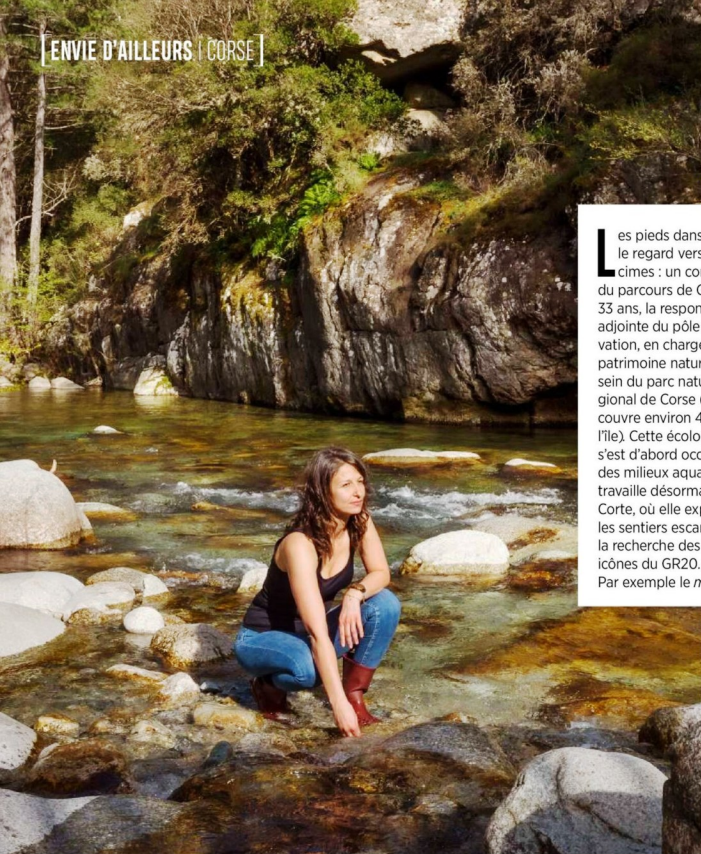 [ENVIE D'AILLEURS | CORSE]
Les pieds dans
le regard vers
cimes : un con
du parcours de C
33 ans, la respon
adjointe du pôle
vation, en charge
patrimoine natur
sein du parc natu
gional de Corse (
couvre environ 4
l'île). Cette écolo
s'est d'abord occ
des milieux aqua
travaille désorma
Corte, où elle exp
les sentiers escar
la recherche des
icônes du GR20.
Par exemple le m